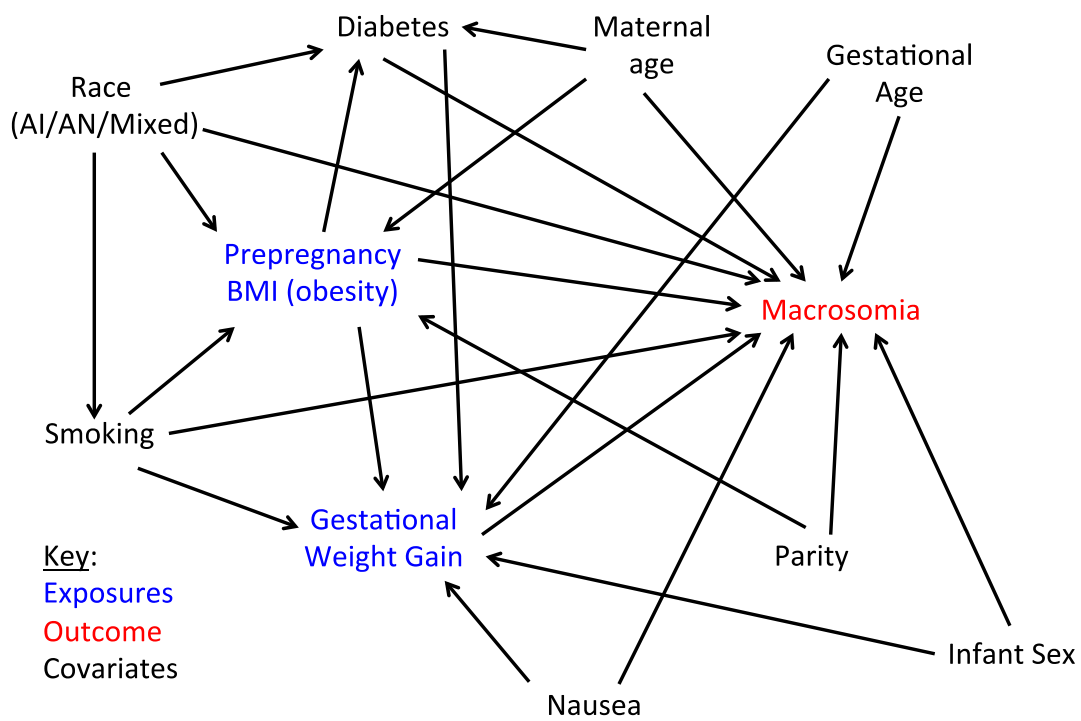 Diabetes
Maternal
age
Gestational
Age
Race
(AI/AN/Mixed)
Prepregnancy
BMI (obesity)
Macrosomia
Smoking
Gestational
Weight Gain
Parity
Infant Sex
Nausea
Key:
Exposures
Outcome
Covariates